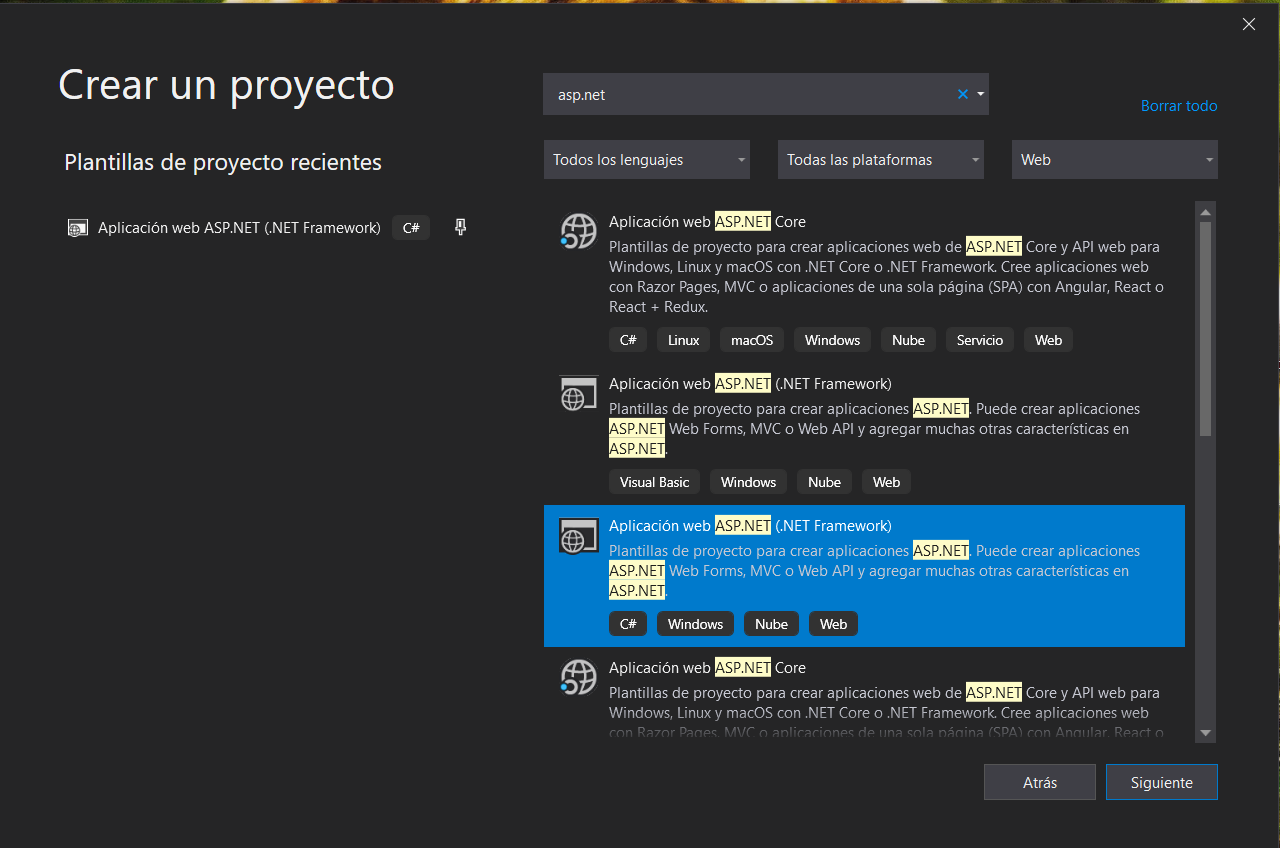 Crear un proyecto
Plantillas de proyecto recientes
Aplicación web ASP.NET (.NET Framework) C#
asp.net
Borrar todo
Todos los lenguajes
Todas las plataformas
Web
Aplicación web ASP.NET Core
Plantillas de proyecto para crear aplicaciones web de ASP.NET Core y API web para
Windows, Linux y macOS con .NET Core o .NET Framework. Cree aplicaciones web
con Razor Pages, MVC o aplicaciones de una sola página (SPA) con Angular, React o
React + Redux.
C# Linux macOS Windows Nube Servicio Web
Aplicación web ASP.NET (.NET Framework)
Plantillas de proyecto para crear aplicaciones ASP.NET. Puede crear aplicaciones
ASP.NET Web Forms, MVC o Web API y agregar muchas otras características en
ASP.NET.
Visual Basic Windows Nube Web
Aplicación web ASP.NET (.NET Framework)
Plantillas de proyecto para crear aplicaciones ASP.NET. Puede crear aplicaciones
ASP.NET Web Forms, MVC o Web API y agregar muchas otras características en
ASP.NET.
C# Windows Nube Web
Aplicación web ASP.NET Core
Plantillas de proyecto para crear aplicaciones web de ASP.NET Core y API web para
Windows, Linux y macOS con .NET Core o .NET Framework. Cree aplicaciones web
con Razor Pages, MVC o aplicaciones de una sola página (SPA) con Angular, React o
Atrás
Siguiente